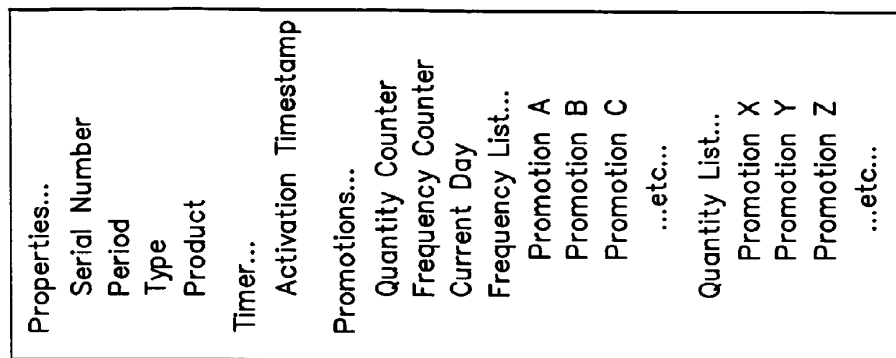 Properties...
Serial Number
Period
Type
Product
Timer...
Activation Timestamp
Promotions...
Quantity Counter
Frequency Counter
Current Day
Frequency List...
Promotion A
Promotion B
Promotion C
...etc...
Quantity List...
Promotion X
Promotion Y
Promotion Z
...etc...